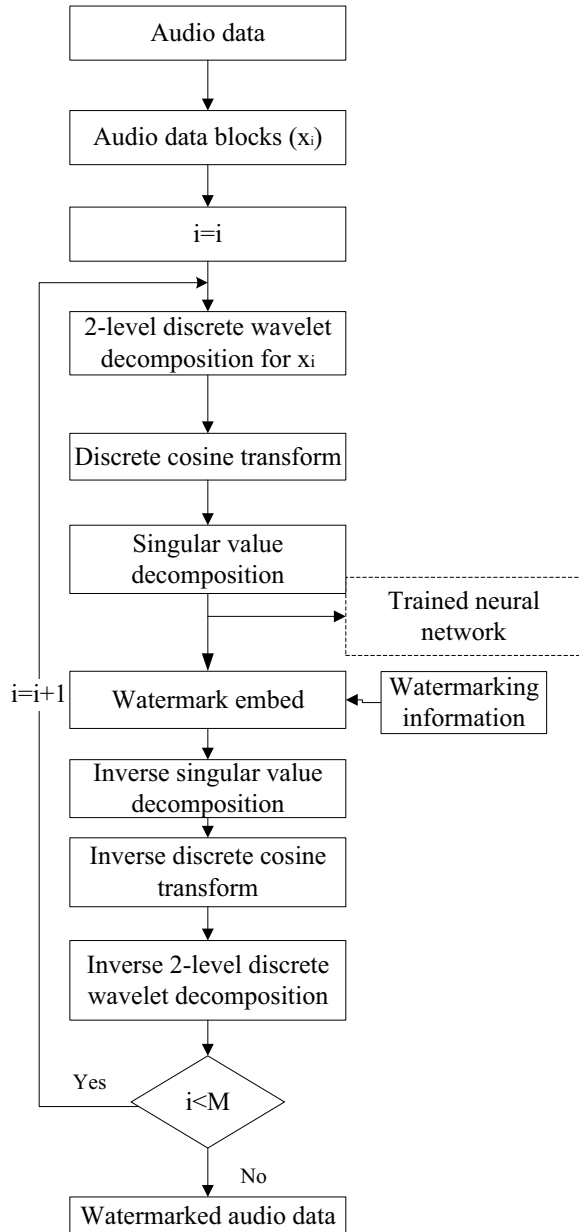 Audio data
Audio data blocks (xi)
i=i
2-level discrete wavelet
decomposition for xi
Discrete cosine transform
Singular value
decomposition
Trained neural
network
i=i+1
Watermark embed
Watermarking
information
Inverse singular value
decomposition
Inverse discrete cosine
transform
Inverse 2-level discrete
wavelet decomposition
Yes
i<M
No
Watermarked audio data